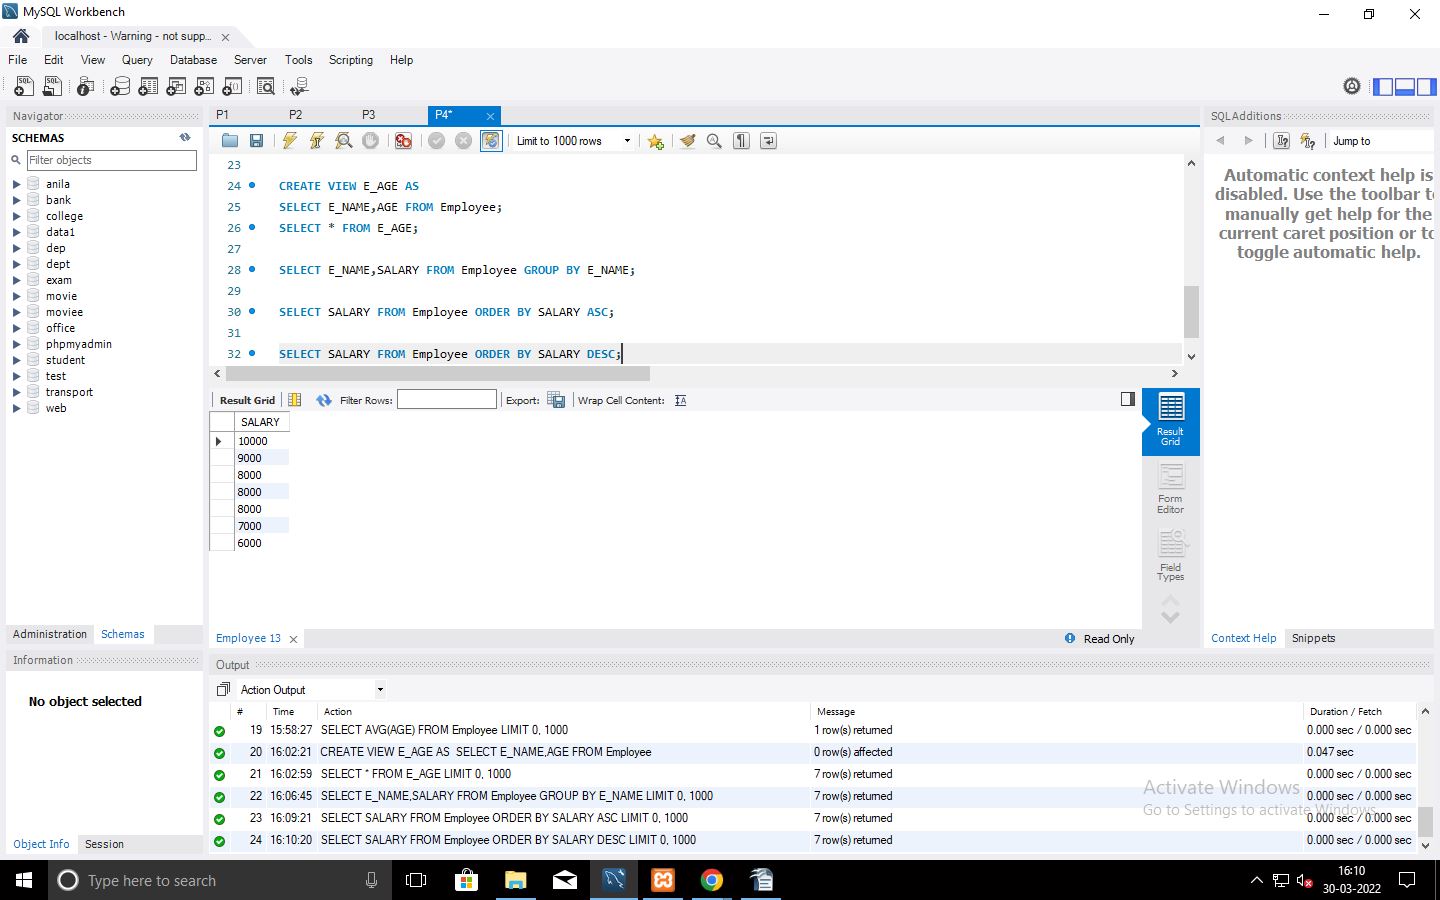 MySQL Workbench
localhost - Warning - not supp...
File Edit View Query Database Server Tools Scripting Help
Navigator
SCHEMAS
Filter objects
anila
bank
college
data1
dep
dept
exam
movie
moviee
office
phpmyadmin
student
test
transport
web
Administration Schemas
Information
No object selected
Object Info Session
P1 P2 P3 P4*
Limit to 1000 rows
23
24 CREATE VIEW E_AGE AS
25 SELECT E_NAME,AGE FROM Employee;
26 SELECT * FROM E_AGE;
27
28 SELECT E_NAME,SALARY FROM Employee GROUP BY E_NAME;
29
30 SELECT SALARY FROM Employee ORDER BY SALARY ASC;
31
32 SELECT SALARY FROM Employee ORDER BY SALARY DESC;
Result Grid Filter Rows: Export: Wrap Cell Content:
SALARY
10000
9000
8000
8000
8000
7000
6000
Result
Grid
Form
Editor
Field
Types
Employee 13
Read Only
SQLAdditions
Jump to
Automatic context help is
disabled. Use the toolbar to
manually get help for the
current caret position or to
toggle automatic help.
Context Help Snippets
Output
Action Output
# Time Action Message Duration / Fetch
19 15:58:27 SELECT AVG(AGE) FROM Employee LIMIT 0, 1000 1 row(s) returned 0.000 sec / 0.000 sec
20 16:02:21 CREATE VIEW E_AGE AS SELECT E_NAME,AGE FROM Employee 0 row(s) affected 0.047 sec
21 16:02:59 SELECT * FROM E_AGE LIMIT 0, 1000 7 row(s) returned 0.000 sec / 0.000 sec
22 16:06:45 SELECT E_NAME,SALARY FROM Employee GROUP BY E_NAME LIMIT 0, 1000 7 row(s) returned 0.000 sec / 0.000 sec
23 16:09:21 SELECT SALARY FROM Employee ORDER BY SALARY ASC LIMIT 0, 1000 7 row(s) returned 0.000 sec / 0.000 sec
24 16:10:20 SELECT SALARY FROM Employee ORDER BY SALARY DESC LIMIT 0, 1000 7 row(s) returned 0.000 sec / 0.000 sec
Activate Windows
Go to Settings to activate Windows.
Type here to search
16:10
30-03-2022